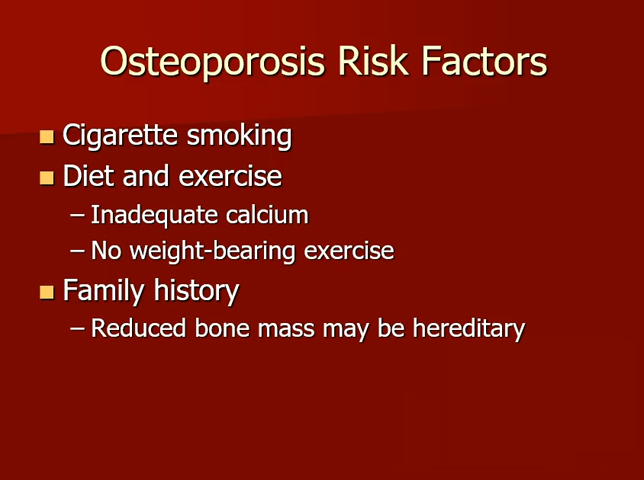 Osteoporosis Risk Factors
Cigarette smoking
Diet and exercise
– Inadequate calcium
– No weight-bearing exercise
Family history
– Reduced bone mass may be hereditary